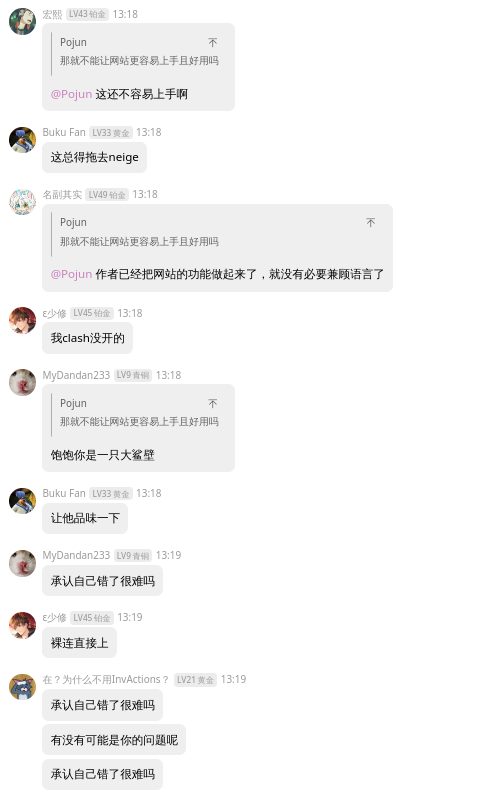 宏熙 LV43 铂金 13:18
Pojun
那就不能让网站更容易上手且好用吗
@Pojun 这还不容易上手啊
Buku Fan LV33 黄金 13:18
这总得拖去neige
名副其实 LV49 铂金 13:18
Pojun
那就不能让网站更容易上手且好用吗
@Pojun 作者已经把网站的功能做起来了，就没有必要兼顾语言了
ε少修 LV45 铂金 13:18
我clash没开的
MyDandan233 LV9 青铜 13:18
Pojun
那就不能让网站更容易上手且好用吗
饱饱你是一只大鲨壁
Buku Fan LV33 黄金 13:18
让他品味一下
MyDandan233 LV9 青铜 13:19
承认自己错了很难吗
ε少修 LV45 铂金 13:19
裸连直接上
在？为什么不用InvActions？ LV21 黄金 13:19
承认自己错了很难吗
有没有可能是你的问题呢
承认自己错了很难吗